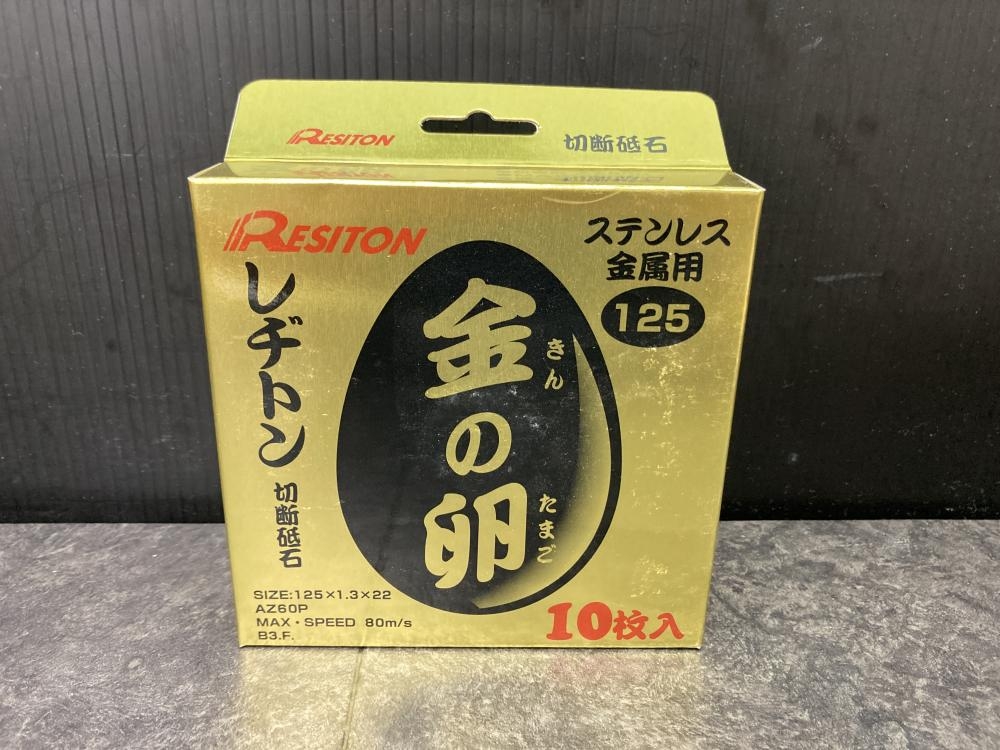 RESITON
切断砥石
RESITON
レヂトン
切断砥石
ステンレス
金属用
125
金の卵
きん
たまご
SIZE:125×1.3×22
AZ60P
MAX・SPEED 80m/s
B3.F.
10枚入